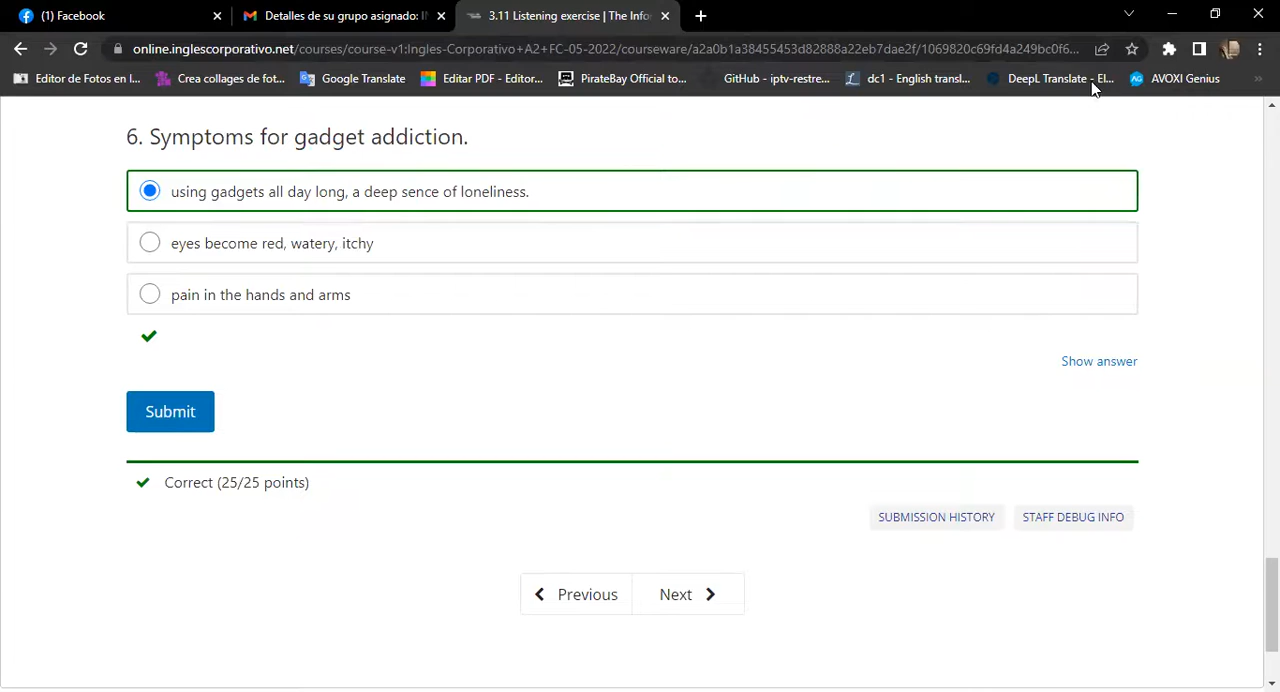 (1) Facebook
Detalles de su grupo asignado: I
3.11 Listening exercise | The Info
online.inglescorporativo.net/courses/course-v1:Ingles-Corporativo+A2+FC-05-2022/courseware/a2a0b1a38455453d82888a22eb7dae2f/1069820c69fd4a249bc0f6...
Editor de Fotos en l...
Crea collages de fot...
Google Translate
Editar PDF - Editor...
PirateBay Official to...
GitHub - iptv-restre...
dc1 - English transl...
DeepL Translate - El...
AVOXI Genius
6. Symptoms for gadget addiction.
using gadgets all day long, a deep sence of loneliness.
eyes become red, watery, itchy
pain in the hands and arms
Show answer
Submit
Correct (25/25 points)
SUBMISSION HISTORY
STAFF DEBUG INFO
Previous
Next